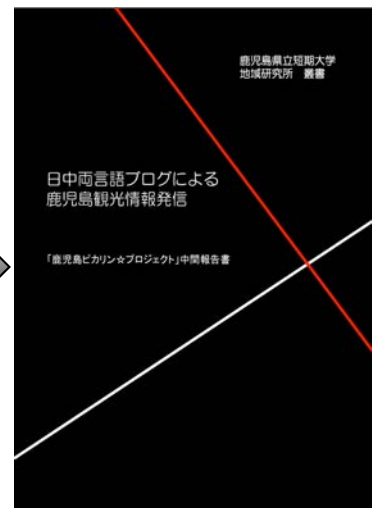 鹿児島県立短期大学
地域研究所 叢書
日中両言語ブログによる
鹿児島観光情報発信
「鹿児島ピカリン☆プロジェクト」中間報告書